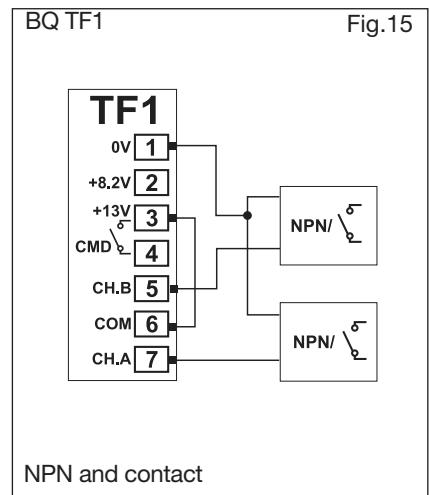 BQ TF1 Fig.15
TF1
0V 1
+8.2V 2
+13V 3
CMD 4
CH.B 5
COM 6
CH.A 7
NPN/
NPN/
NPN and contact